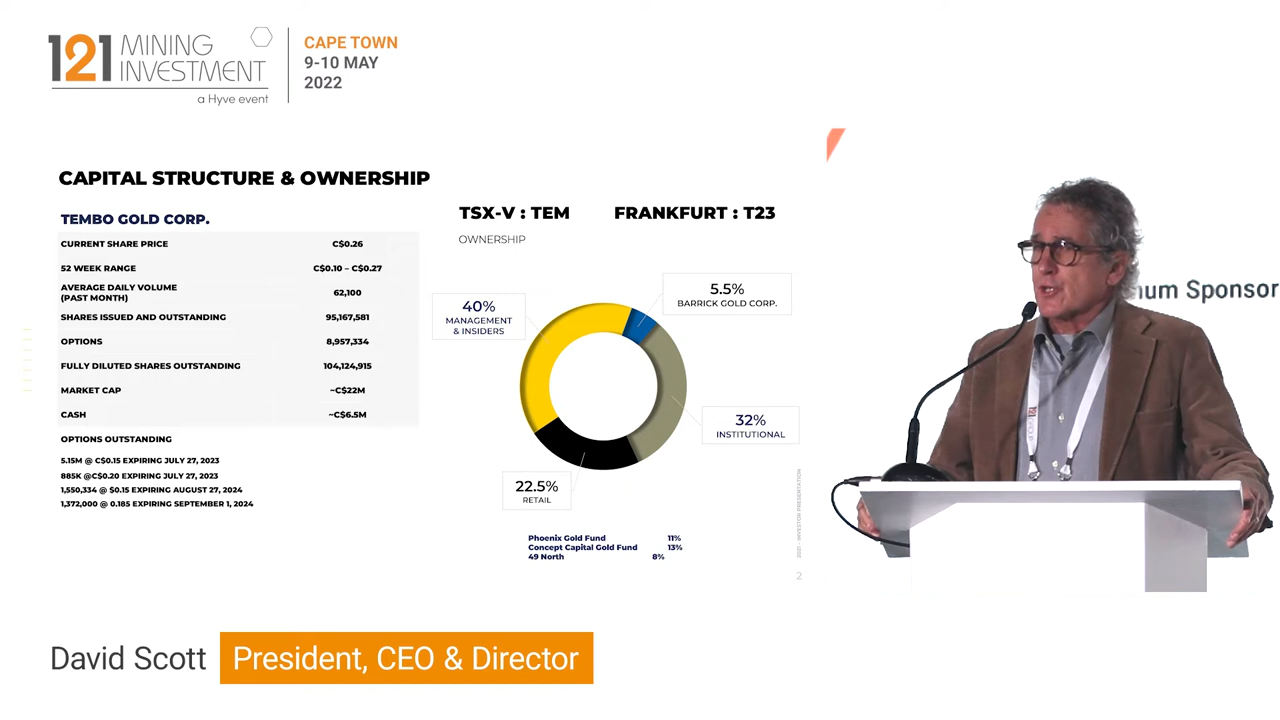 121 MINING INVESTMENT
a Hyve event
CAPE TOWN
9-10 MAY
2022
CAPITAL STRUCTURE & OWNERSHIP
TEMBO GOLD CORP.
CURRENT SHARE PRICE C$0.26
52 WEEK RANGE C$0.10 – C$0.27
AVERAGE DAILY VOLUME
(PAST MONTH) 62,100
SHARES ISSUED AND OUTSTANDING 95,167,581
OPTIONS 8,957,334
FULLY DILUTED SHARES OUTSTANDING 104,124,915
MARKET CAP ~C$22M
CASH ~C$6.5M
OPTIONS OUTSTANDING
5.15M @ C$0.15 EXPIRING JULY 27, 2023
885K @C$0.20 EXPIRING JULY 27, 2023
1,550,334 @ $0.15 EXPIRING AUGUST 27, 2024
1,372,000 @ 0.185 EXPIRING SEPTEMBER 1, 2024
TSX-V : TEM FRANKFURT : T23
OWNERSHIP
5.5%
BARRICK GOLD CORP.
40%
MANAGEMENT
& INSIDERS
32%
INSTITUTIONAL
22.5%
RETAIL
Phoenix Gold Fund 11%
Concept Capital Gold Fund 13%
49 North 8%
2021 - INVESTOR PRESENTATION
2
num Sponsor
121
David Scott President, CEO & Director